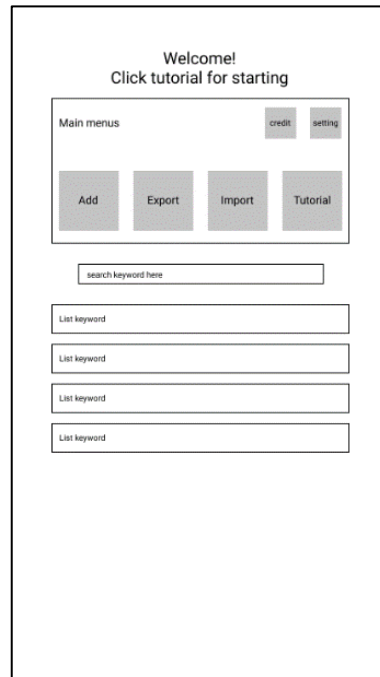 Welcome!
Click tutorial for starting
Main menus
credit
setting
Add
Export
Import
Tutorial
search keyword here
List keyword
List keyword
List keyword
List keyword